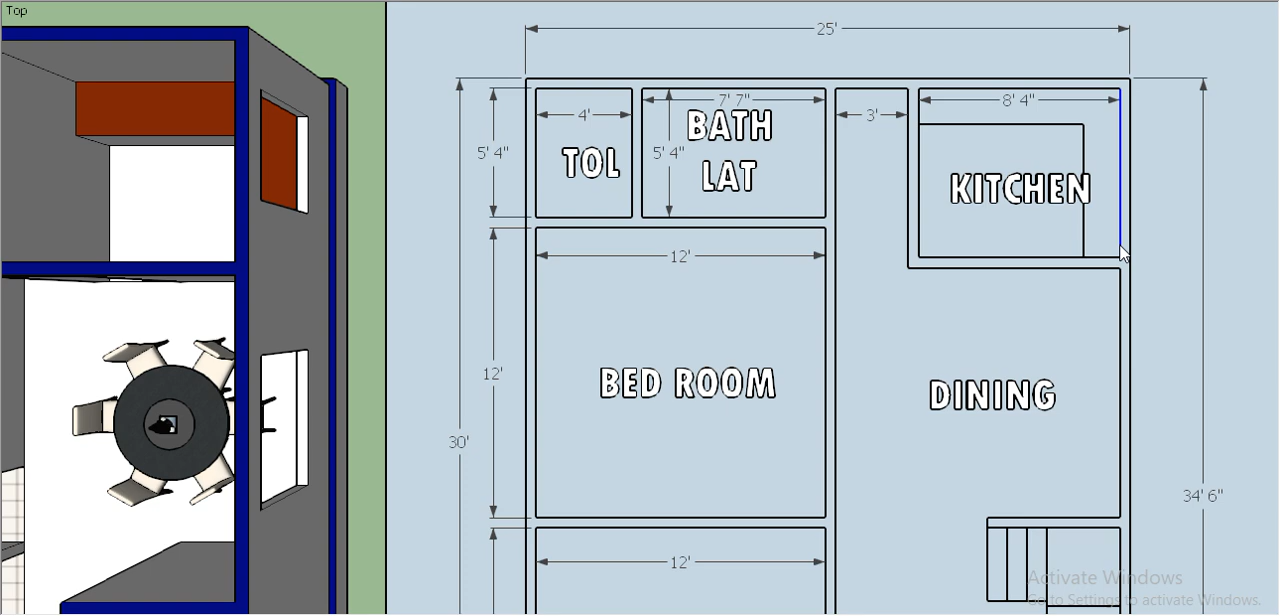 Top
25'
4'
7' 7"
3'
8' 4"
5' 4"
5' 4"
BATH
LAT
TOL
KITCHEN
12'
12'
BED ROOM
DINING
30'
34' 6"
12'
Activate Windows
Go to Settings to activate Windows.